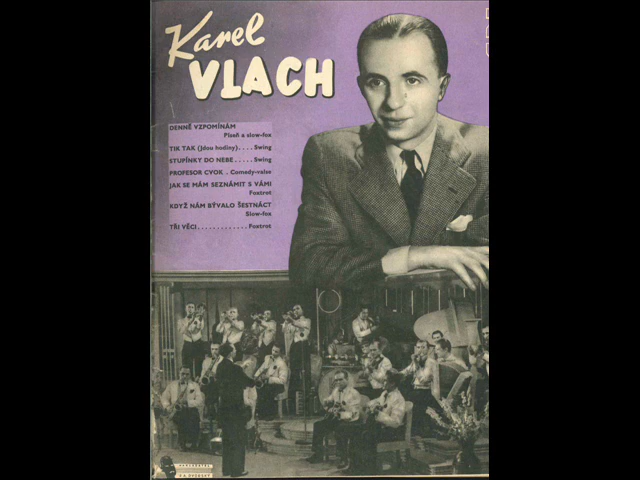 Karel
VLACH
DENNĚ VZPOMÍNÁM
Píseň a slow-fox
TIK TAK (Jdou hodiny).... Swing
STUPÍNKY DO NEBE..... Swing
PROFESOR CVOK . Comedy-valse
JAK SE MÁM SEZNÁMIT S VÁMI
Foxtrot
KDYŽ NÁM BÝVALO ŠESTNÁCT
Slow-fox
TŘI VĚCI............. Foxtrot